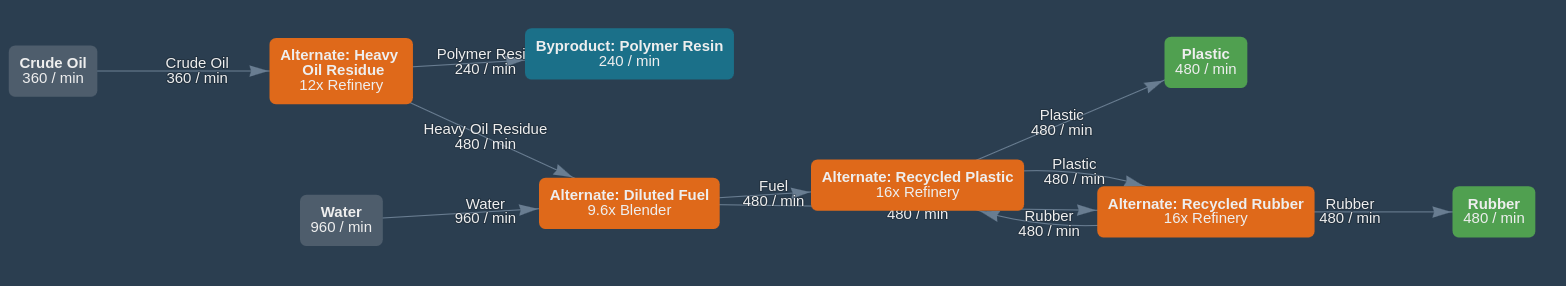 Crude Oil
360 / min
Crude Oil
360 / min
Alternate: Heavy
Oil Residue
12x Refinery
Polymer Resi
240 / min
Byproduct: Polymer Resin
240 / min
Heavy Oil Residue
480 / min
Water
960 / min
Water
960 / min
Alternate: Diluted Fuel
9.6x Blender
Fuel
480 / min
480 / min
Alternate: Recycled Plastic
16x Refinery
Plastic
480 / min
Plastic
480 / min
Plastic
480 / min
Rubber
480 / min
Alternate: Recycled Rubber
16x Refinery
Rubber
480 / min
Rubber
480 / min